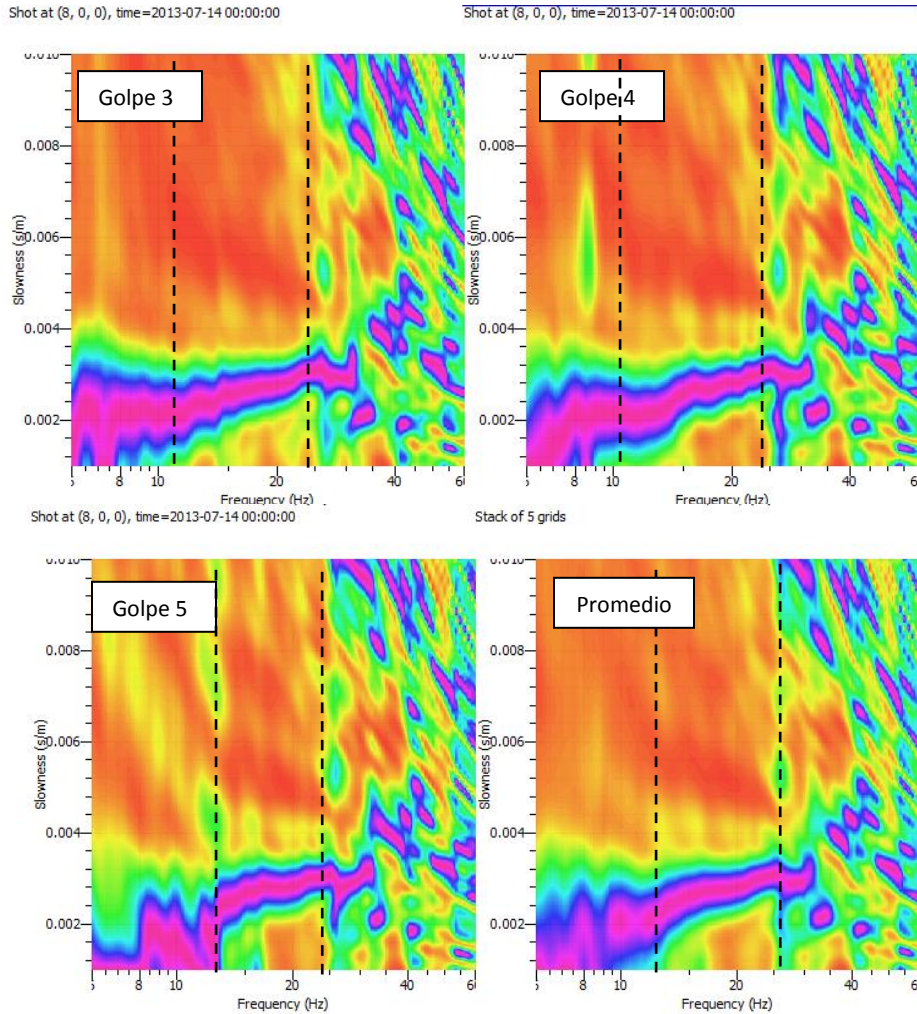 Shot at (8, 0, 0), time=2013-07-14 00:00:00
Shot at (8, 0, 0), time=2013-07-14 00:00:00
Golpe 3
0.008
0.006
0.004
0.002
Slowness (s/m)
8 10 20 40
Frequency (Hz)
Golpe 4
0.008
0.006
0.004
0.002
Slowness (s/m)
8 10 20 40
Frequency (Hz)
Shot at (8, 0, 0), time=2013-07-14 00:00:00
Stack of 5 grids
Golpe 5
0.008
0.006
0.004
0.002
Slowness (s/m)
10 20 40
Frequency (Hz)
Promedio
0.008
0.006
0.004
0.002
Slowness (s/m)
8 10 20 40
Frequency (Hz)